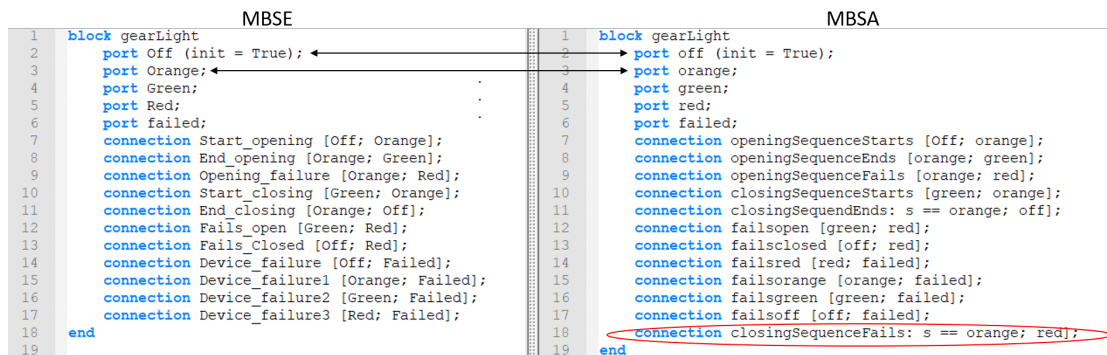 MBSE
1 block gearLight
2 port Off (init = True);
3 port Orange;
4 port Green;
5 port Red;
6 port failed;
7 connection Start_opening [Off; Orange];
8 connection End_opening [Orange; Green];
9 connection Opening_failure [Orange; Red];
10 connection Start_closing [Green; Orange];
11 connection End_closing [Orange; Off];
12 connection Fails_open [Green; Red];
13 connection Fails_Closed [Off; Red];
14 connection Device_failure [Off; Failed];
15 connection Device_failure1 [Orange; Failed];
16 connection Device_failure2 [Green; Failed];
17 connection Device_failure3 [Red; Failed];
18 end
19
MBSA
1 block gearLight
2 port off (init = True);
3 port orange;
4 port green;
5 port red;
6 port failed;
7 connection openingSequenceStarts [Off; orange];
8 connection openingSequenceEnds [orange; green];
9 connection openingSequenceFails [orange; red];
10 connection closingSequenceStarts [green; orange];
11 connection closingSequendEnds: s == orange; off];
12 connection failsopen [green; red];
13 connection failsclosed [off; red];
14 connection failsred [red; failed];
15 connection failsorange [orange; failed];
16 connection failsgreen [green; failed];
17 connection failsoff [off; failed];
18 connection closingSequenceFails: s == orange; red];
19 end